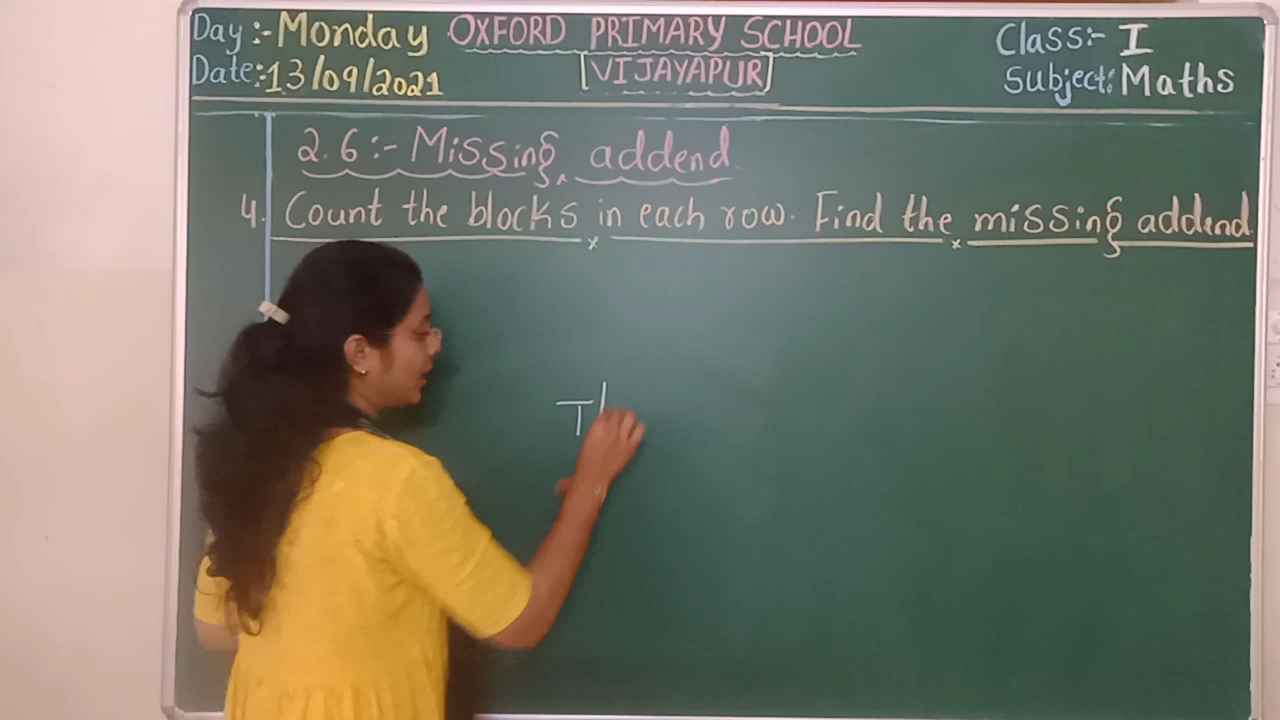 Day :- Monday OXFORD PRIMARY SCHOOL Class:- I
Date:- 13/09/2021 [VIJAYAPUR] Subject: Maths
2.6:- Missing addend
4. Count the blocks in each row. Find the missing addend
T